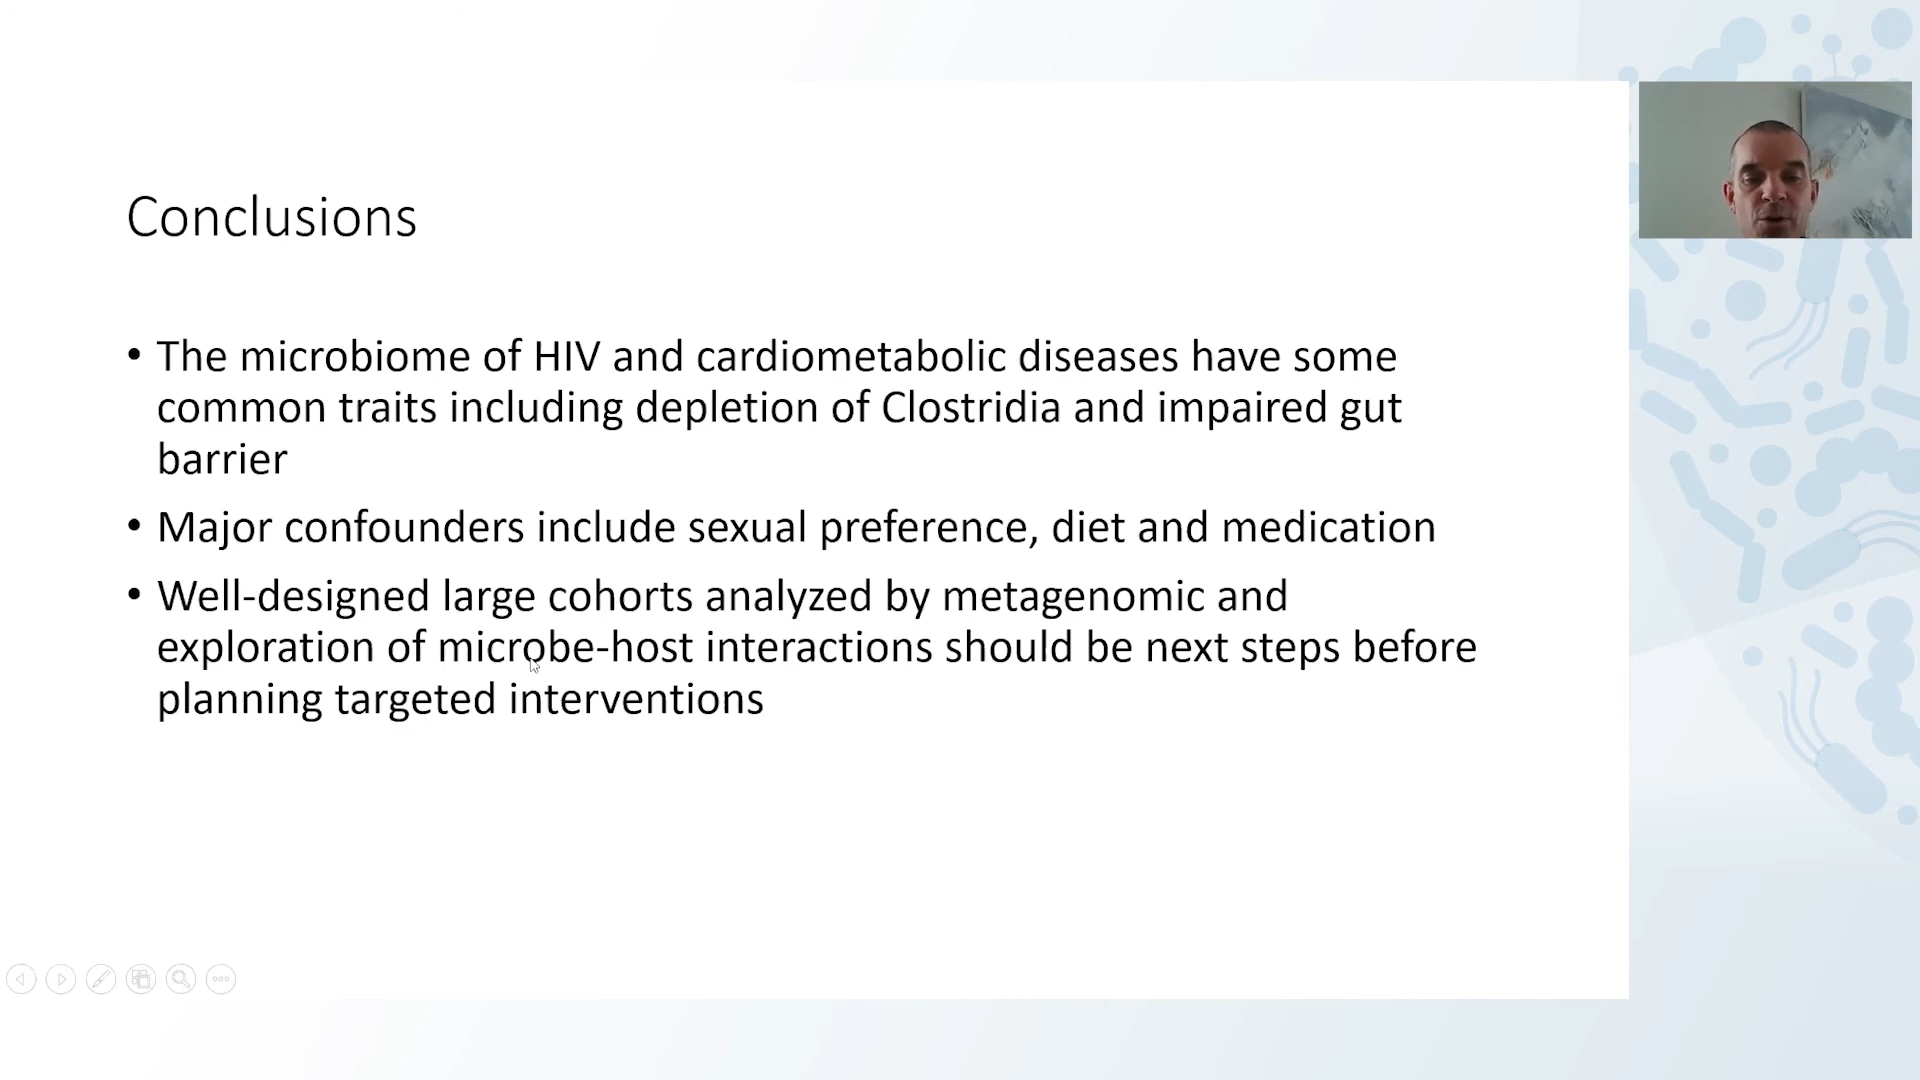 Conclusions
• The microbiome of HIV and cardiometabolic diseases have some
common traits including depletion of Clostridia and impaired gut
barrier
• Major confounders include sexual preference, diet and medication
• Well-designed large cohorts analyzed by metagenomic and
exploration of microbe-host interactions should be next steps before
planning targeted interventions